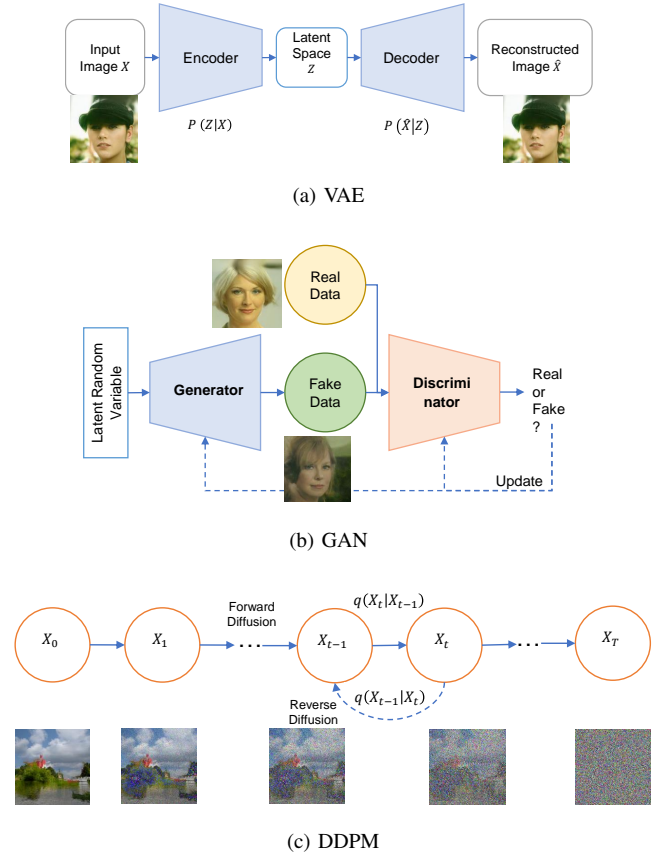 Input
Image X
Encoder
Latent
Space
Z
Decoder
Reconstructed
Image X̂
P (Z|X)
P (X̂|Z)
(a) VAE
Real
Data
Latent Random
Variable
Generator
Fake
Data
Discrimi
nator
Real
or
Fake
?
Update
(b) GAN
X_0
X_1
Forward
Diffusion
...
X_{t-1}
q(X_t|X_{t-1})
X_t
...
X_T
Reverse
Diffusion
q(X_{t-1}|X_t)
(c) DDPM